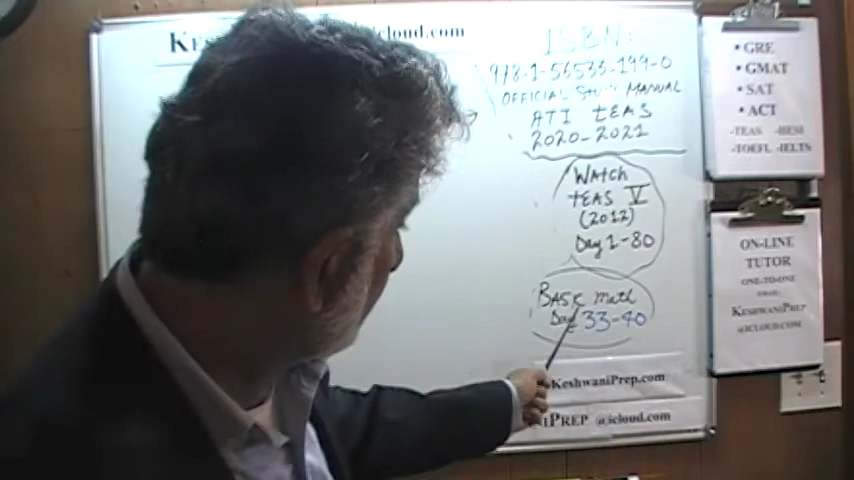 icloud.com
ISBN:
978-1-56533-199-0
OFFICIAL STUDY MANUAL
ATI TEAS
2020-2021
WATCH
TEAS V
(2012)
Day 1-80
BASIC Math
Day 33-40
KeshwaniPrep.com
PREP @icloud.com
• GRE
• GMAT
• SAT
• ACT
-TEAS -HESI
-TOEFL -IELTS
ON-LINE
TUTOR
ONE-TO-ONE
KESHWANIPREP
@ICLOUD.COM